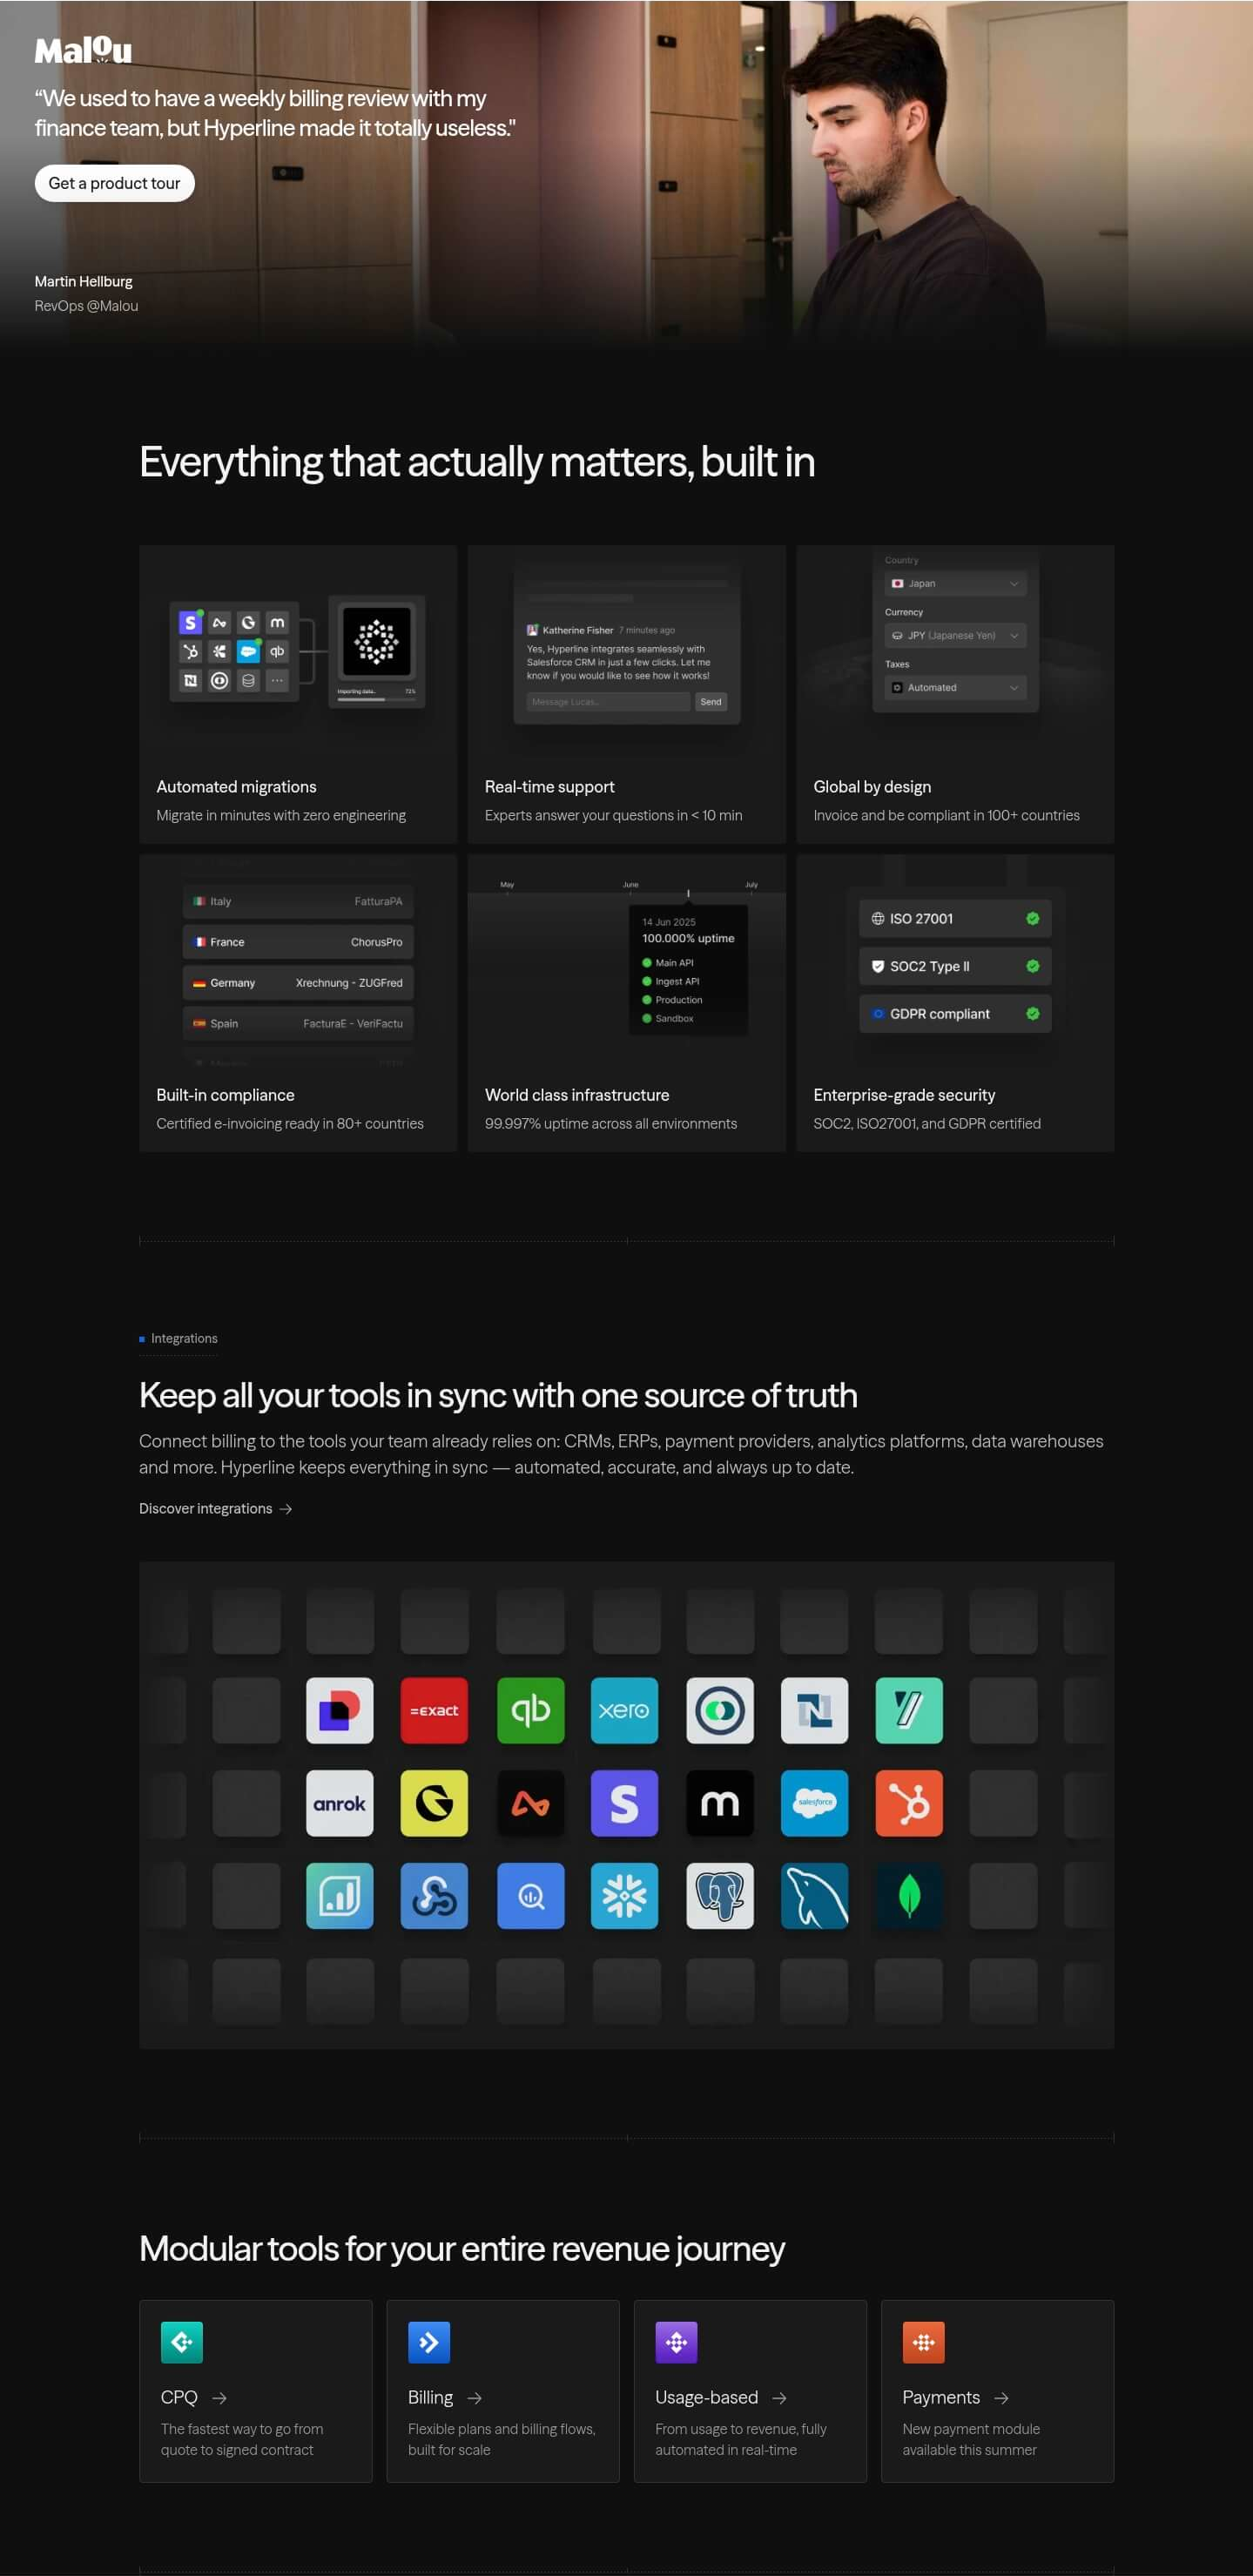 Malou
“We used to have a weekly billing review with my
finance team, but Hyperline made it totally useless."
Get a product tour
Martin Hellburg
RevOps @Malou
Everything that actually matters, built in
qb
Importing data..
72%
Automated migrations
Migrate in minutes with zero engineering
Katherine Fisher 7 minutes ago
Yes, Hyperline integrates seamlessly with
Salesforce CRM in just a few clicks. Let me
know if you would like to see how it works!
Message Lucas..
Send
Real-time support
Experts answer your questions in < 10 min
Country
Japan
Currency
JPY (Japanese Yen)
Taxes
Automated
Global by design
Invoice and be compliant in 100+ countries
Italy FatturaPA
France ChorusPro
Germany Xrechnung - ZUGFred
Spain FacturaE - VeriFactu
Built-in compliance
Certified e-invoicing ready in 80+ countries
May June July
14 Jun 2025
100.000% uptime
Main API
Ingest API
Production
Sandbox
World class infrastructure
99.997% uptime across all environments
ISO 27001
SOC2 Type II
GDPR compliant
Enterprise-grade security
SOC2, ISO27001, and GDPR certified
Integrations
Keep all your tools in sync with one source of truth
Connect billing to the tools your team already relies on: CRMs, ERPs, payment providers, analytics platforms, data warehouses
and more. Hyperline keeps everything in sync — automated, accurate, and always up to date.
Discover integrations →
=exact qb xero
anrok S m salesforce
Modular tools for your entire revenue journey
CPQ →
The fastest way to go from
quote to signed contract
Billing →
Flexible plans and billing flows,
built for scale
Usage-based →
From usage to revenue, fully
automated in real-time
Payments →
New payment module
available this summer